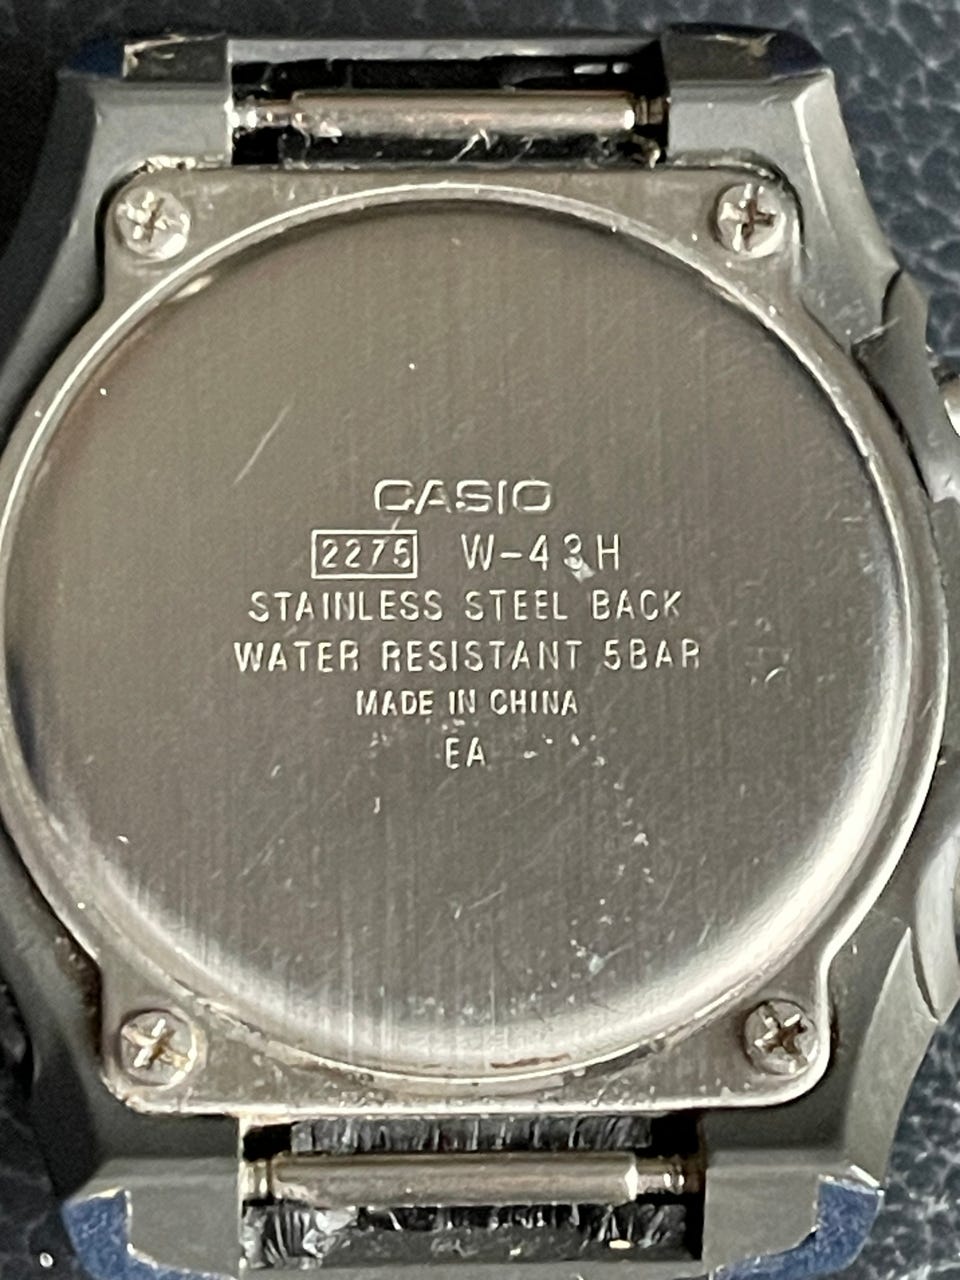 CASIO
2275 W-43H
STAINLESS STEEL BACK
WATER RESISTANT 5BAR
MADE IN CHINA
EA